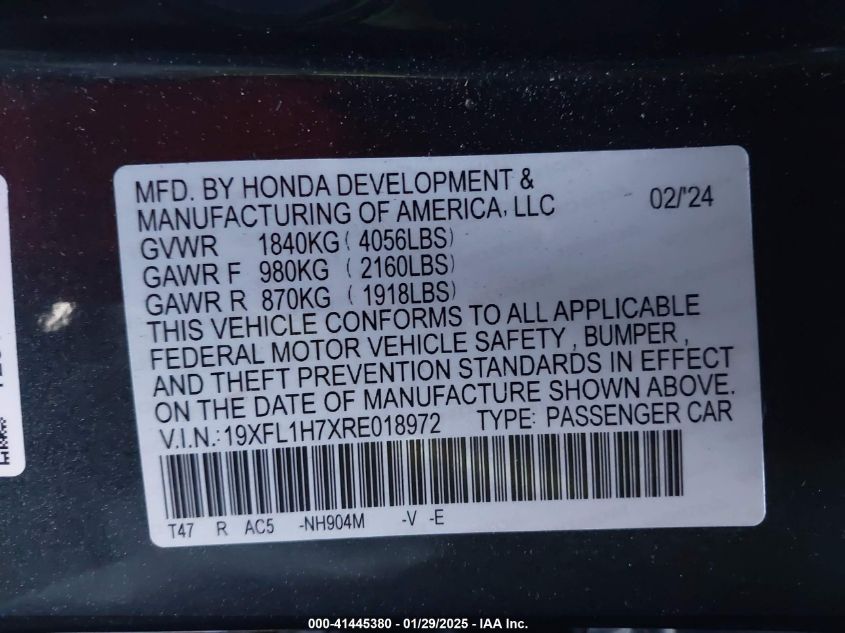 MFD. BY HONDA DEVELOPMENT &
MANUFACTURING OF AMERICA, LLC 02/'24
GVWR 1840KG ( 4056LBS)
GAWR F 980KG ( 2160LBS)
GAWR R 870KG ( 1918LBS)
THIS VEHICLE CONFORMS TO ALL APPLICABLE
FEDERAL MOTOR VEHICLE SAFETY , BUMPER ,
AND THEFT PREVENTION STANDARDS IN EFFECT
ON THE DATE OF MANUFACTURE SHOWN ABOVE.
V.I.N.:19XFL1H7XRE018972 TYPE: PASSENGER CAR
T47 R AC5 -NH904M -V -E
000-41445380 - 01/29/2025 - IAA Inc.